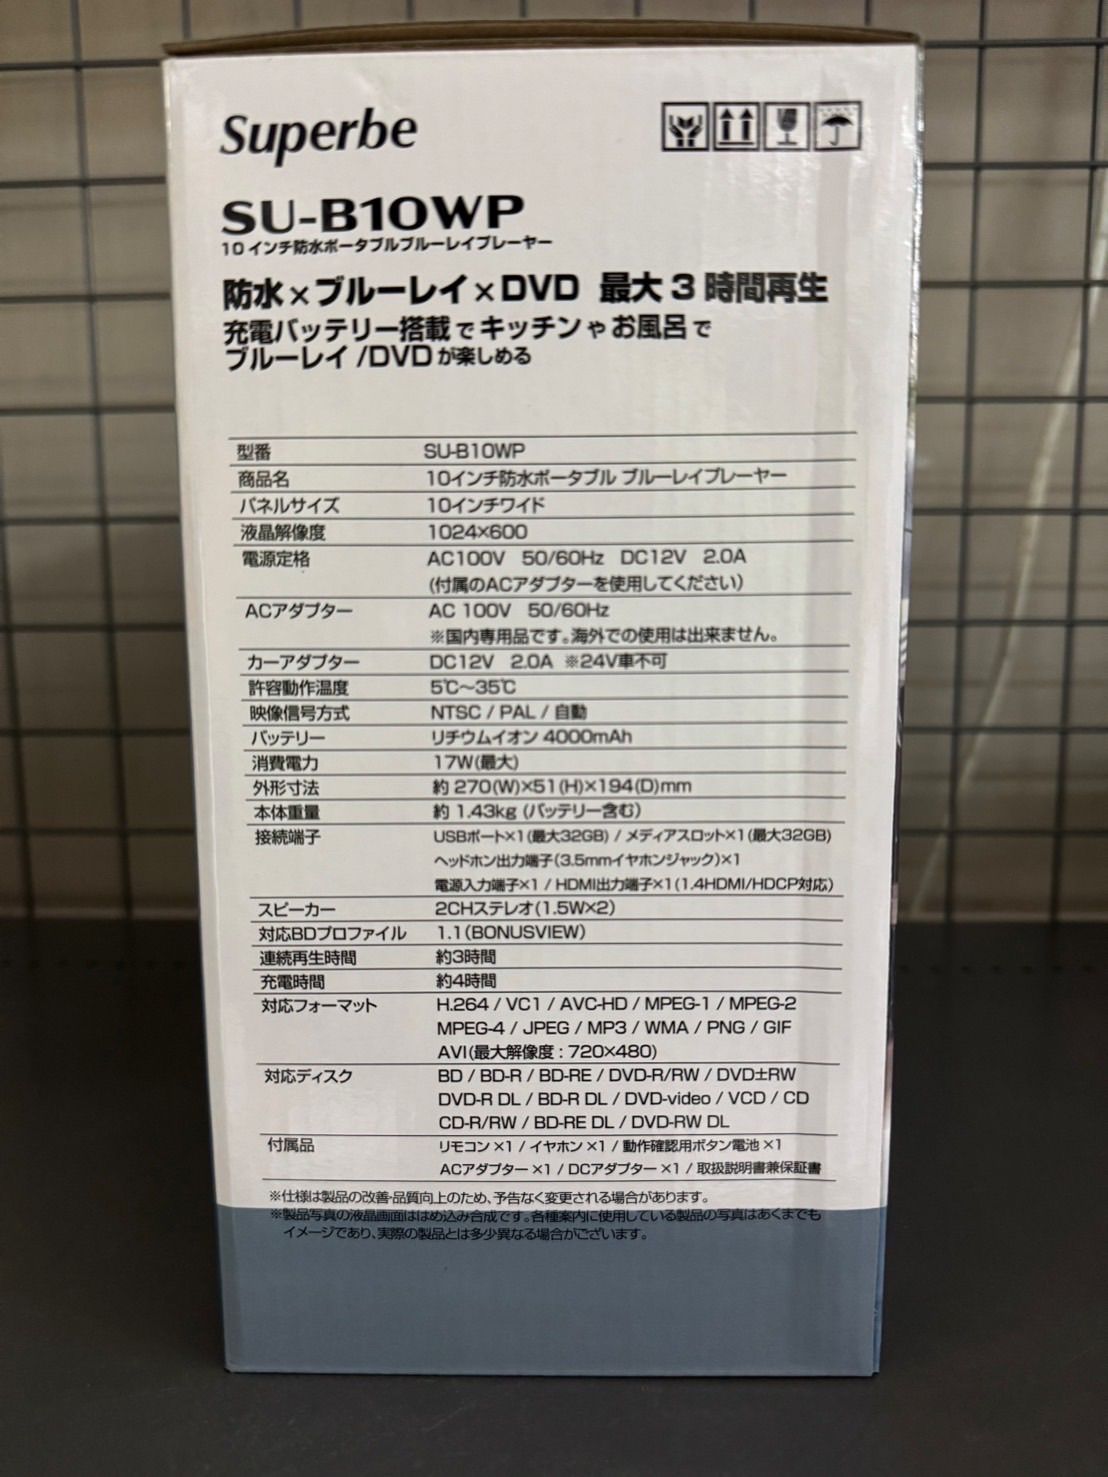 Superbe
SU-B10WP
10インチ防水ポータブルブルーレイプレーヤー
防水×ブルーレイ×DVD 最大3時間再生
充電バッテリー搭載でキッチンやお風呂で
ブルーレイ/DVDが楽しめる
型番 SU-B10WP
商品名 10インチ防水ポータブル ブルーレイプレーヤー
パネルサイズ 10インチワイド
液晶解像度 1024×600
電源定格 AC100V 50/60Hz DC12V 2.0A
(付属のACアダプターを使用してください)
ACアダプター AC 100V 50/60Hz
※国内専用品です。海外での使用は出来ません。
カーアダプター DC12V 2.0A ※24V車不可
許容動作温度 5℃～35℃
映像信号方式 NTSC / PAL / 自動
バッテリー リチウムイオン 4000mAh
消費電力 17W(最大)
外形寸法 約 270(W)×51(H)×194(D)mm
本体重量 約 1.43kg (バッテリー含む)
接続端子 USBポート×1(最大32GB) / メディアスロット×1(最大32GB)
ヘッドホン出力端子(3.5mmイヤホンジャック)×1
電源入力端子×1 / HDMI出力端子×1(1.4HDMI/HDCP対応)
スピーカー 2CHステレオ(1.5W×2)
対応BDプロファイル 1.1(BONUSVIEW)
連続再生時間 約3時間
充電時間 約4時間
対応フォーマット H.264 / VC1 / AVC-HD / MPEG-1 / MPEG-2
MPEG-4 / JPEG / MP3 / WMA / PNG / GIF
AVI(最大解像度：720×480)
対応ディスク BD / BD-R / BD-RE / DVD-R/RW / DVD±RW
DVD-R DL / BD-R DL / DVD-video / VCD / CD
CD-R/RW / BD-RE DL / DVD-RW DL
付属品 リモコン×1 / イヤホン×1 / 動作確認用ボタン電池×1
ACアダプター×1 / DCアダプター×1 / 取扱説明書兼保証書
※仕様は製品の改善・品質向上のため、予告なく変更される場合があります。
※製品写真の液晶画面ははめ込み合成です。各種案内に使用している製品の写真はあくまでも
イメージであり、実際の製品とは多少異なる場合がございます。